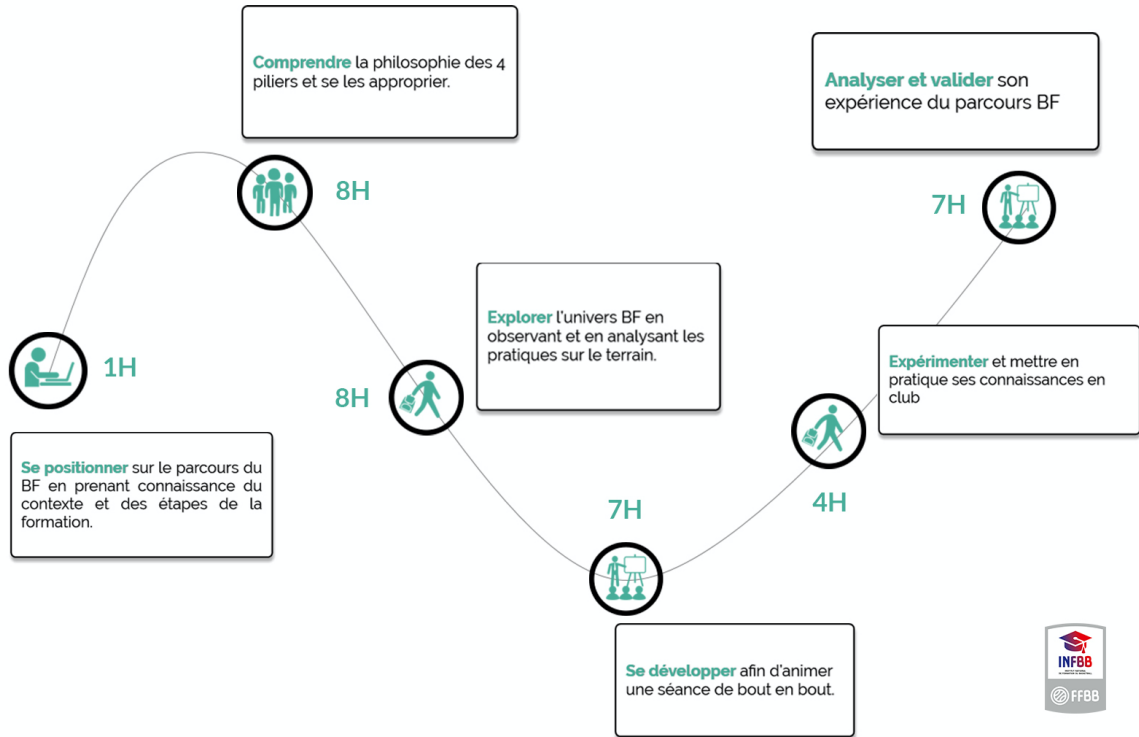 Comprendre la philosophie des 4
piliers et se les approprier.
8H
1H
Se positionner sur le parcours du
BF en prenant connaissance du
contexte et des étapes de la
formation.
Explorer l'univers BF en
observant et en analysant les
pratiques sur le terrain.
8H
7H
Se développer afin d'animer
une séance de bout en bout.
4H
Expérimenter et mettre en
pratique ses connaissances en
club
Analyser et valider son
expérience du parcours BF
7H
INFBB
FFBB